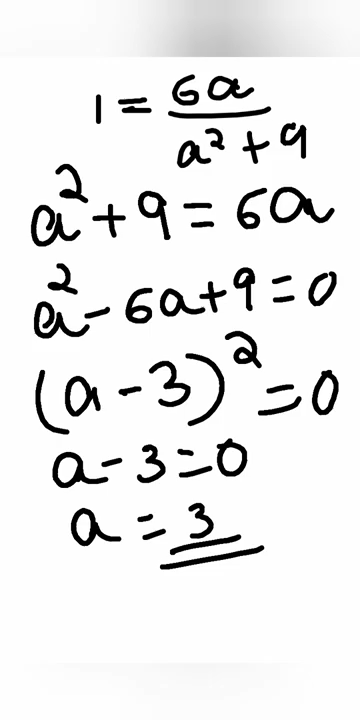 1 = 6a / a² + 9
a² + 9 = 6a
a² - 6a + 9 = 0
(a - 3)² = 0
a - 3 = 0
a = 3